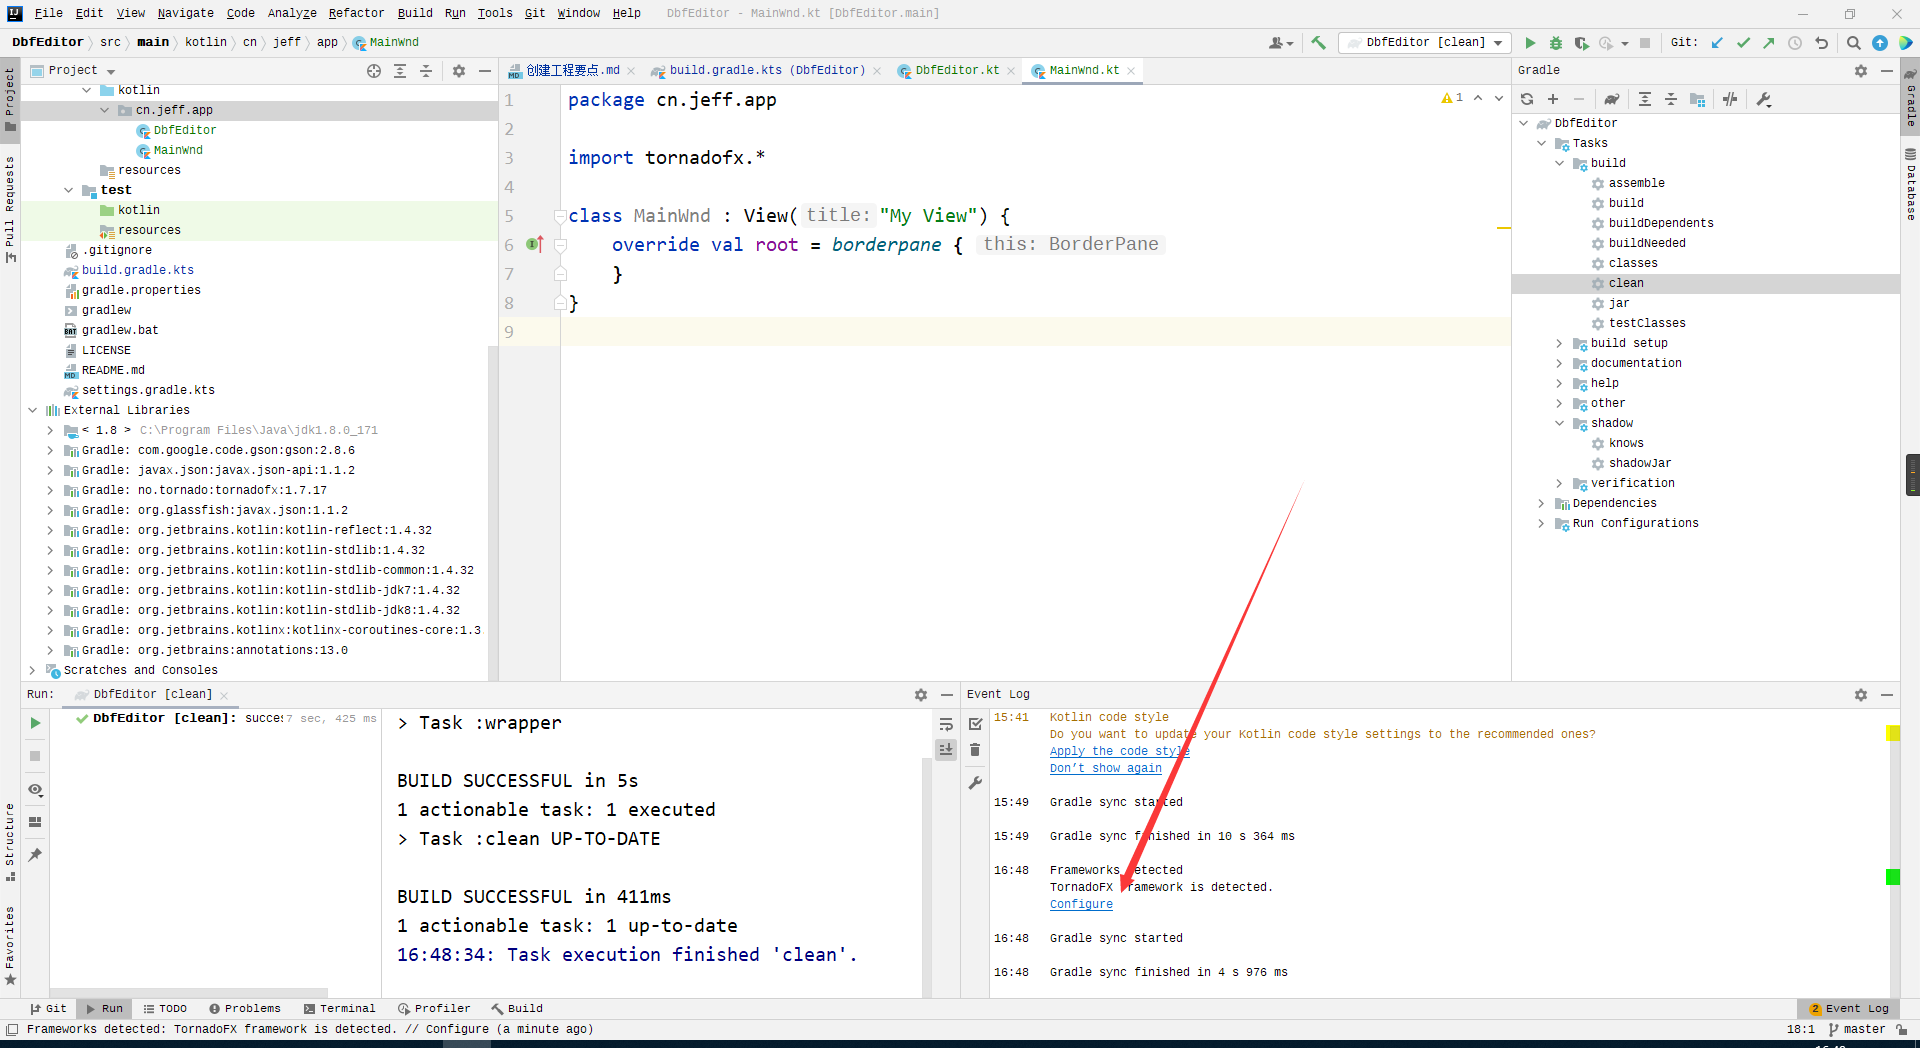 File Edit View Navigate Code Analyze Refactor Build Run Tools Git Window Help DbfEditor - MainWnd.kt [DbfEditor.main]
DbfEditor src main kotlin cn jeff app MainWnd
DbfEditor [clean] Git:
Project
创建工程要点.md build.gradle.kts (DbfEditor) DbfEditor.kt MainWnd.kt
Gradle
Project
Pull Requests
Structure
Favorites
kotlin
cn.jeff.app
DbfEditor
MainWnd
resources
test
kotlin
resources
.gitignore
build.gradle.kts
gradle.properties
gradlew
gradlew.bat
LICENSE
README.md
settings.gradle.kts
External Libraries
< 1.8 > C:\Program Files\Java\jdk1.8.0_171
Gradle: com.google.code.gson:gson:2.8.6
Gradle: javax.json:javax.json-api:1.1.2
Gradle: no.tornado:tornadofx:1.7.17
Gradle: org.glassfish:javax.json:1.1.2
Gradle: org.jetbrains.kotlin:kotlin-reflect:1.4.32
Gradle: org.jetbrains.kotlin:kotlin-stdlib:1.4.32
Gradle: org.jetbrains.kotlin:kotlin-stdlib-common:1.4.32
Gradle: org.jetbrains.kotlin:kotlin-stdlib-jdk7:1.4.32
Gradle: org.jetbrains.kotlin:kotlin-stdlib-jdk8:1.4.32
Gradle: org.jetbrains.kotlinx:kotlinx-coroutines-core:1.3
Gradle: org.jetbrains:annotations:13.0
Scratches and Consoles
1 package cn.jeff.app
2
3 import tornadofx.*
4
5 class MainWnd : View( title: "My View") {
6 override val root = borderpane { this: BorderPane
7 }
8 }
9
1
DbfEditor
Tasks
build
assemble
build
buildDependents
buildNeeded
classes
clean
jar
testClasses
build setup
documentation
help
other
shadow
knows
shadowJar
verification
Dependencies
Run Configurations
Gradle
Database
Run: DbfEditor [clean]
DbfEditor [clean]: succes 7 sec, 425 ms
> Task :wrapper
BUILD SUCCESSFUL in 5s
1 actionable task: 1 executed
> Task :clean UP-TO-DATE
BUILD SUCCESSFUL in 411ms
1 actionable task: 1 up-to-date
16:48:34: Task execution finished 'clean'.
Event Log
15:41 Kotlin code style
Do you want to update your Kotlin code style settings to the recommended ones?
Apply the code style
Don't show again
15:49 Gradle sync started
15:49 Gradle sync finished in 10 s 364 ms
16:48 Frameworks detected
TornadoFX framework is detected.
Configure
16:48 Gradle sync started
16:48 Gradle sync finished in 4 s 976 ms
Git Run TODO Problems Terminal Profiler Build 2 Event Log
Frameworks detected: TornadoFX framework is detected. // Configure (a minute ago) 18:1 master